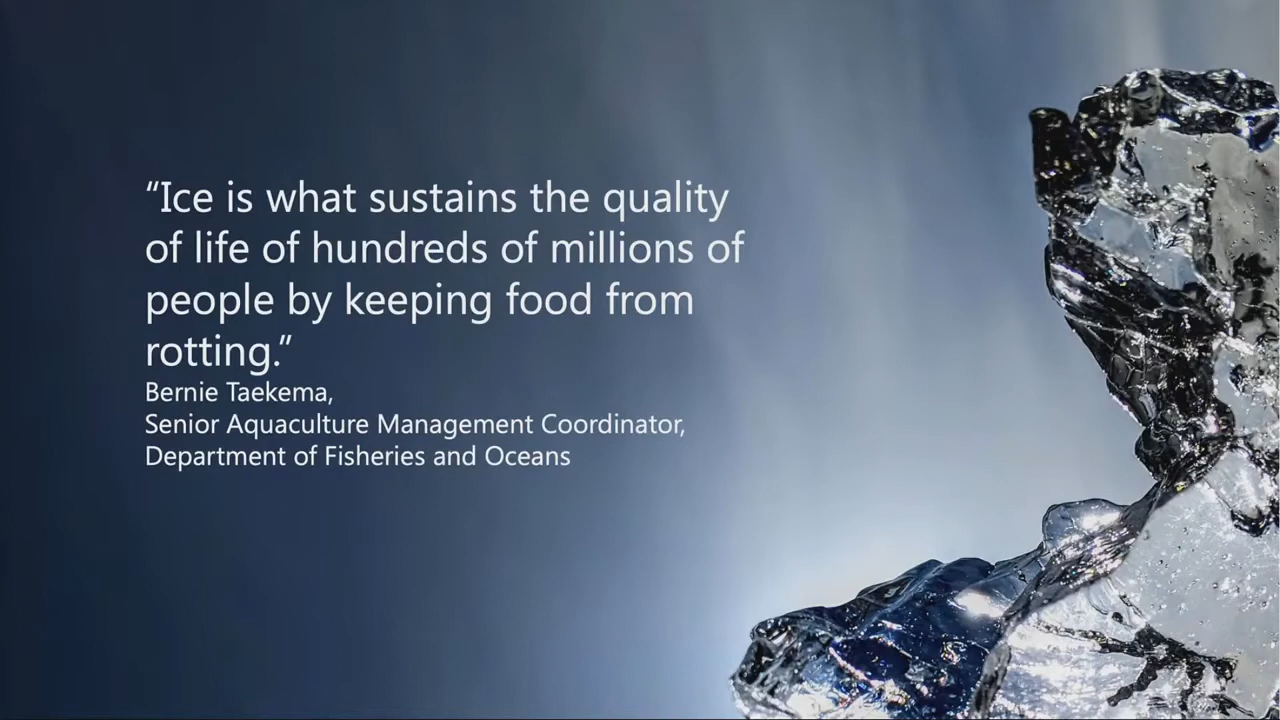 “Ice is what sustains the quality
of life of hundreds of millions of
people by keeping food from
rotting.”
Bernie Taekema,
Senior Aquaculture Management Coordinator,
Department of Fisheries and Oceans